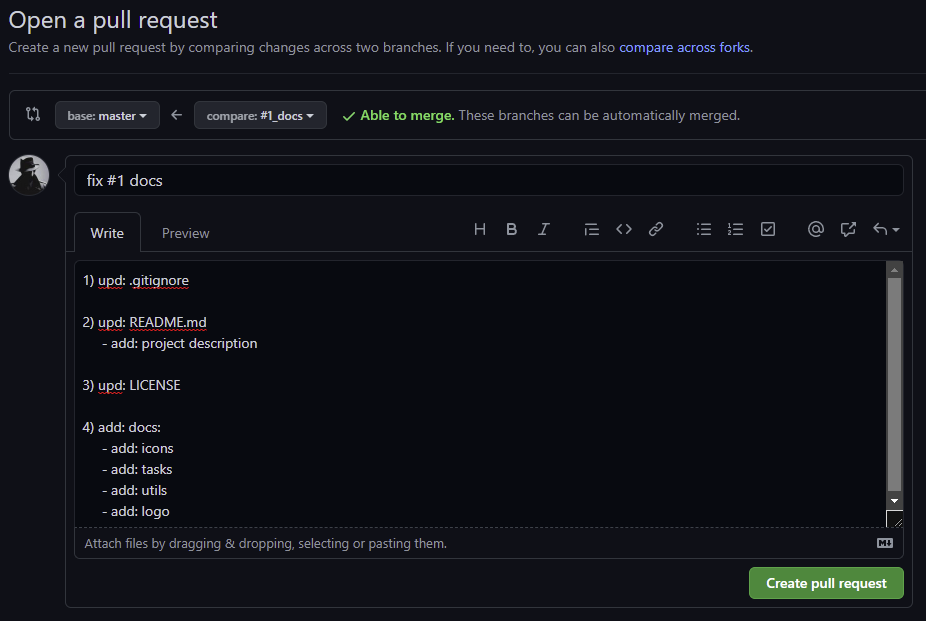 Open a pull request
Create a new pull request by comparing changes across two branches. If you need to, you can also compare across forks.
base: master
compare: #1_docs
Able to merge. These branches can be automatically merged.
fix #1 docs
Write
Preview
1) upd: .gitignore
2) upd: README.md
- add: project description
3) upd: LICENSE
4) add: docs:
- add: icons
- add: tasks
- add: utils
- add: logo
Attach files by dragging & dropping, selecting or pasting them.
Create pull request